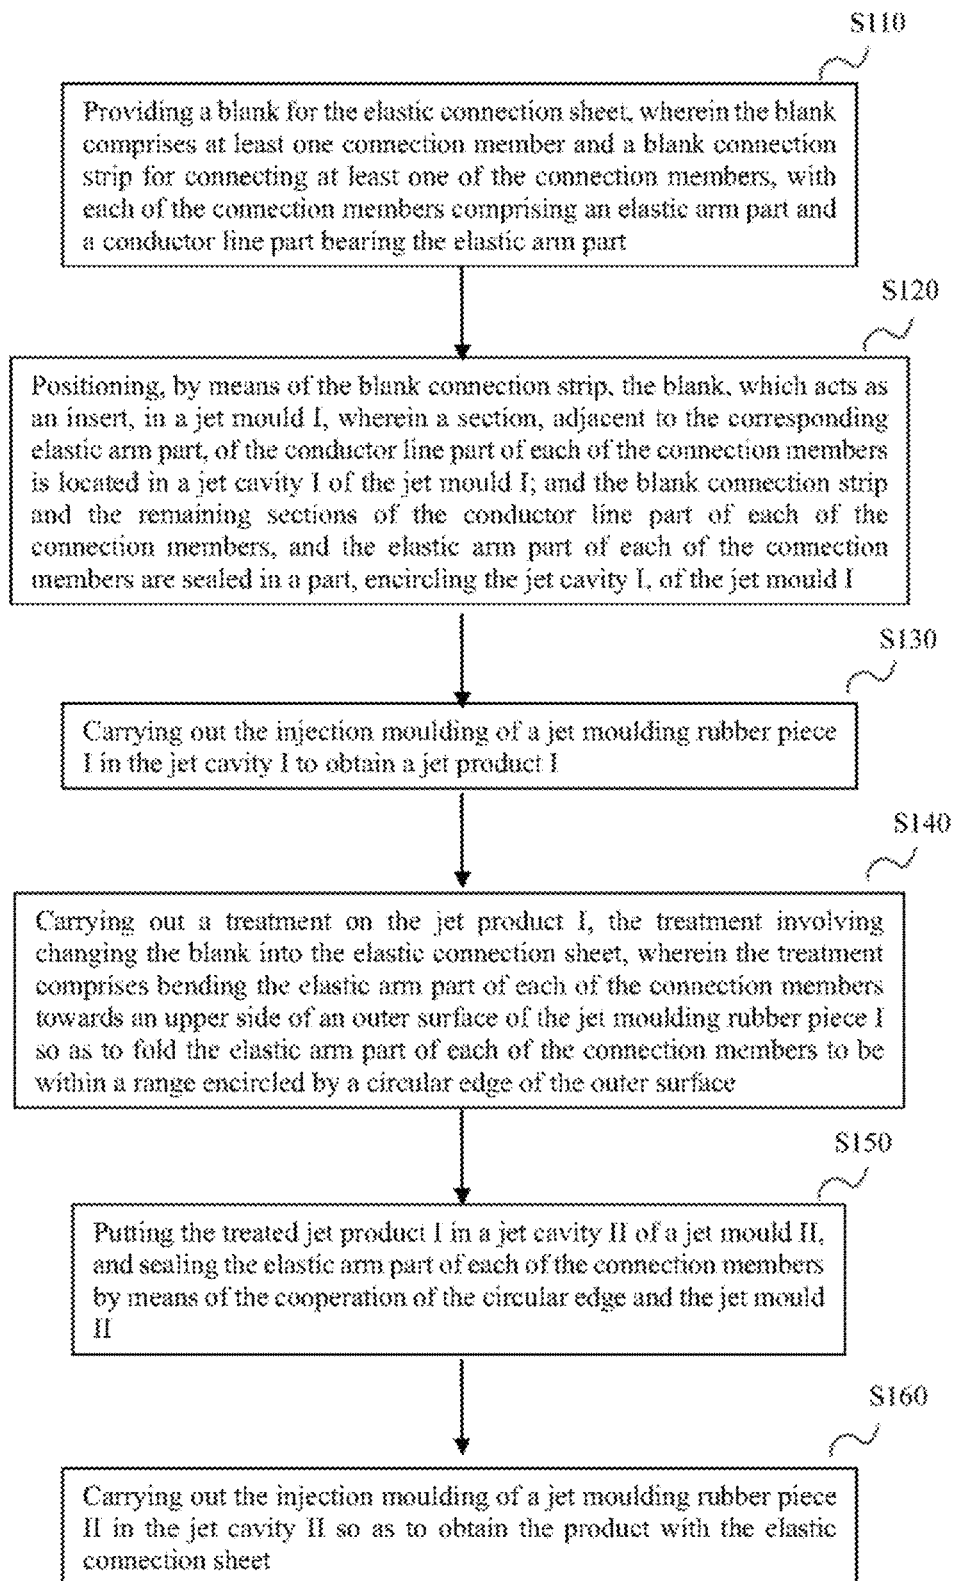 S110
Providing a blank for the elastic connection sheet, wherein the blank
comprises at least one connection member and a blank connection
strip for connecting at least one of the connection members, with
each of the connection members comprising an elastic arm part and
a conductor line part bearing the elastic arm part
S120
Positioning, by means of the blank connection strip, the blank, which acts as
an insert, in a jet mould I, wherein a section, adjacent to the corresponding
elastic arm part, of the conductor line part of each of the connection members
is located in a jet cavity I of the jet mould I; and the blank connection strip
and the remaining sections of the conductor line part of each of the
connection members, and the elastic arm part of each of the connection
members are sealed in a part, encircling the jet cavity I, of the jet mould I
S130
Carrying out the injection moulding of a jet moulding rubber piece
I in the jet cavity I to obtain a jet product I
S140
Carrying out a treatment on the jet product I, the treatment involving
changing the blank into the elastic connection sheet, wherein the treatment
comprises bending the elastic arm part of each of the connection members
towards an upper side of an outer surface of the jet moulding rubber piece I
so as to fold the elastic arm part of each of the connection members to be
within a range encircled by a circular edge of the outer surface
S150
Putting the treated jet product I in a jet cavity II of a jet mould II,
and sealing the elastic arm part of each of the connection members
by means of the cooperation of the circular edge and the jet mould
II
S160
Carrying out the injection moulding of a jet moulding rubber piece
II in the jet cavity II so as to obtain the product with the elastic
connection sheet